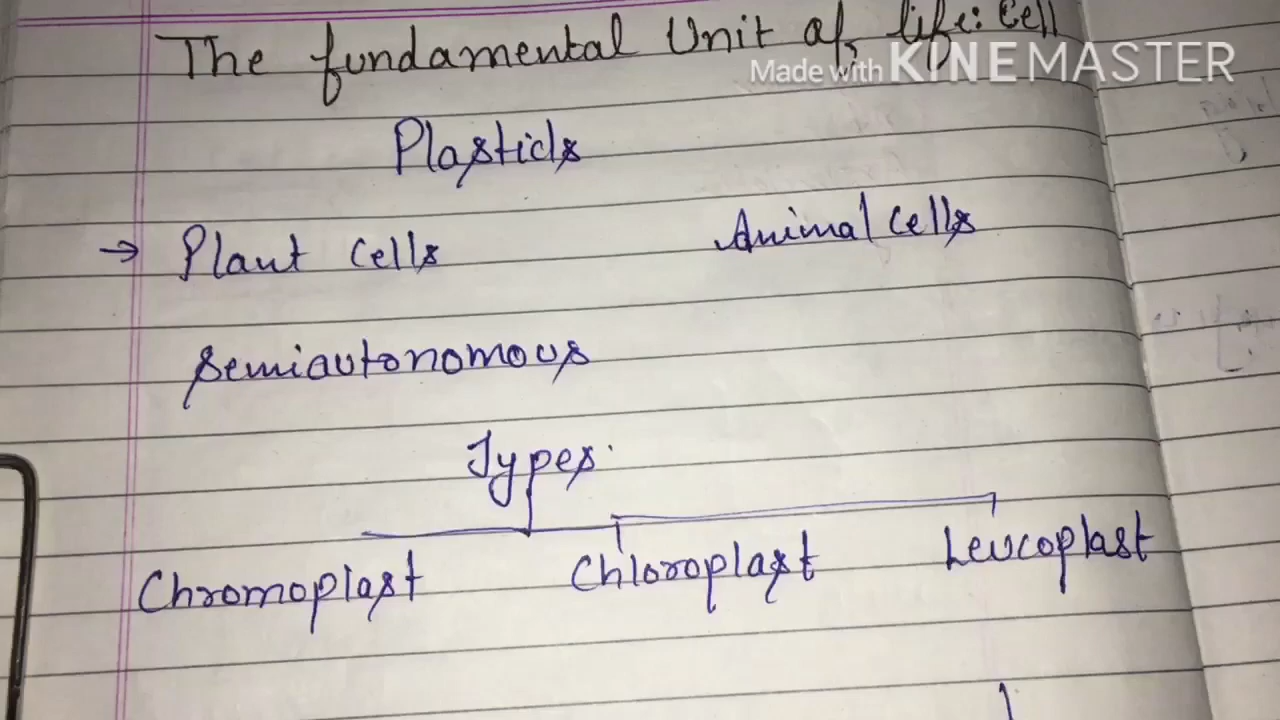 The fundamental Unit of life: Cell
Made with KINEMASTER
Plastids
→ Plant cells Animal cells
semiautonomous
Types
Chromoplast Chloroplast Leucoplast